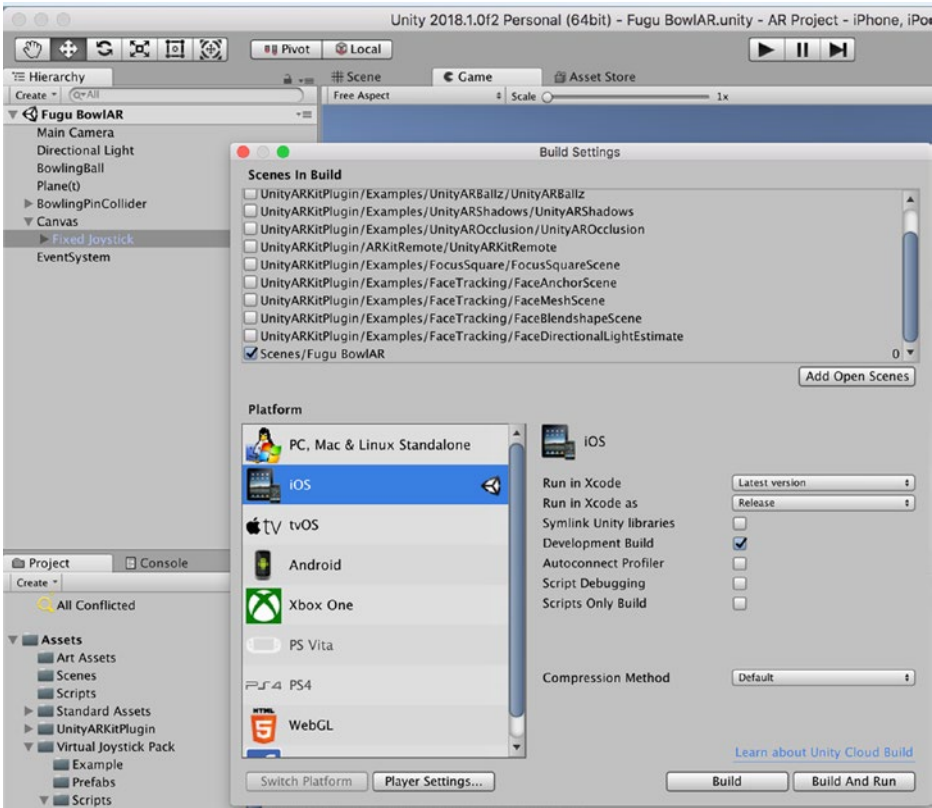 Unity 2018.1.0f2 Personal (64bit) - Fugu BowlAR.unity - AR Project - iPhone, iPo
Pivot Local
Hierarchy
Create All
Scene Game Asset Store
Free Aspect Scale 1x
Fugu BowlAR
Main Camera
Directional Light
BowlingBall
Plane(t)
BowlingPinCollider
Canvas
Fixed Joystick
EventSystem
Build Settings
Scenes In Build
UnityARKitPlugin/Examples/UnityARBallz/UnityARBallz
UnityARKitPlugin/Examples/UnityARShadows/UnityARShadows
UnityARKitPlugin/Examples/UnityAROcclusion/UnityAROcclusion
UnityARKitPlugin/ARKitRemote/UnityARKitRemote
UnityARKitPlugin/Examples/FocusSquare/FocusSquareScene
UnityARKitPlugin/Examples/FaceTracking/FaceAnchorScene
UnityARKitPlugin/Examples/FaceTracking/FaceMeshScene
UnityARKitPlugin/Examples/FaceTracking/FaceBlendshapeScene
UnityARKitPlugin/Examples/FaceTracking/FaceDirectionalLightEstimate
Scenes/Fugu BowlAR 0
Add Open Scenes
Platform
PC, Mac & Linux Standalone
iOS
tv tvOS
Android
Xbox One
PS Vita
PS4 PS4
HTML 5 WebGL
iOS
Run in Xcode Latest version
Run in Xcode as Release
Symlink Unity libraries
Development Build
Autoconnect Profiler
Script Debugging
Scripts Only Build
Compression Method Default
Learn about Unity Cloud Build
Switch Platform Player Settings... Build Build And Run
Project Console
Create
All Conflicted
Assets
Art Assets
Scenes
Scripts
Standard Assets
UnityARKitPlugin
Virtual Joystick Pack
Example
Prefabs
Scripts